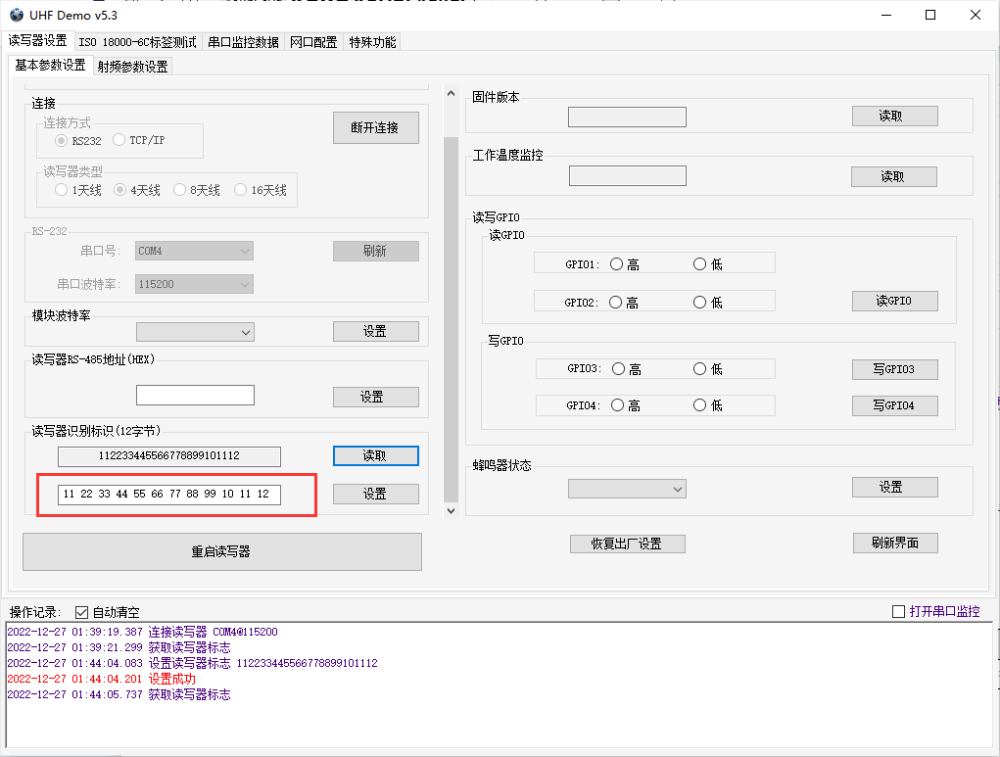 UHF Demo v5.3
读写器设置 ISO 18000-6C标签测试 串口监控数据 网口配置 特殊功能
基本参数设置 射频参数设置
连接
连接方式
RS232 TCP/IP
断开连接
读写器类型
1天线 4天线 8天线 16天线
RS-232
串口号: COM4 刷新
串口波特率: 115200
模块波特率
设置
读写器RS-485地址(HEX)
设置
读写器识别标识(12字节)
112233445566778899101112 读取
11 22 33 44 55 66 77 88 99 10 11 12 设置
重启读写器
固件版本
读取
工作温度监控
读取
读写GPIO
读GPIO
GPIO1: 高 低
GPIO2: 高 低 读GPIO
写GPIO
GPIO3: 高 低 写GPIO3
GPIO4: 高 低 写GPIO4
蜂鸣器状态
设置
恢复出厂设置 刷新界面
操作记录: 自动清空 打开串口监控
2022-12-27 01:39:19.387 连接读写器 COM4@115200
2022-12-27 01:39:21.299 获取读写器标志
2022-12-27 01:44:04.083 设置读写器标志 112233445566778899101112
2022-12-27 01:44:04.201 设置成功
2022-12-27 01:44:05.737 获取读写器标志